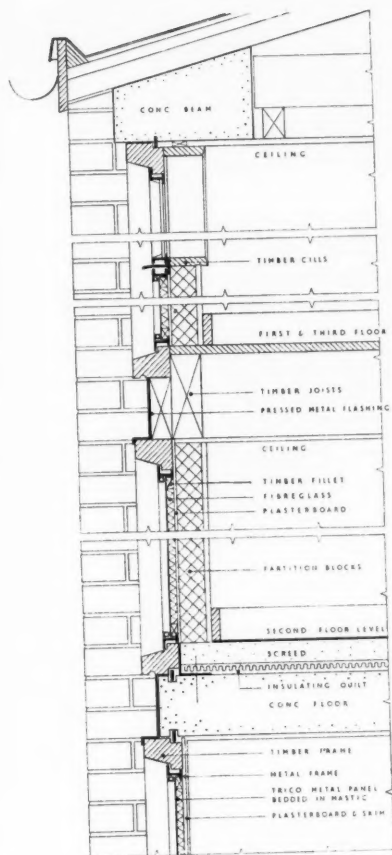 CONC BEAM
CEILING
TIMBER CILLS
FIRST & THIRD FLOOR
TIMBER JOISTS
PRESSED METAL FLASHING
CEILING
TIMBER FILLET
FIBREGLASS
PLASTERBOARD
PARTITION BLOCKS
SECOND FLOOR LEVEL
SCREED
INSULATING QUILT
CONC FLOOR
TIMBER FRAME
METAL FRAME
TRICO METAL PANEL
BEDDED IN MASTIC
PLASTERBOARD & SKIM